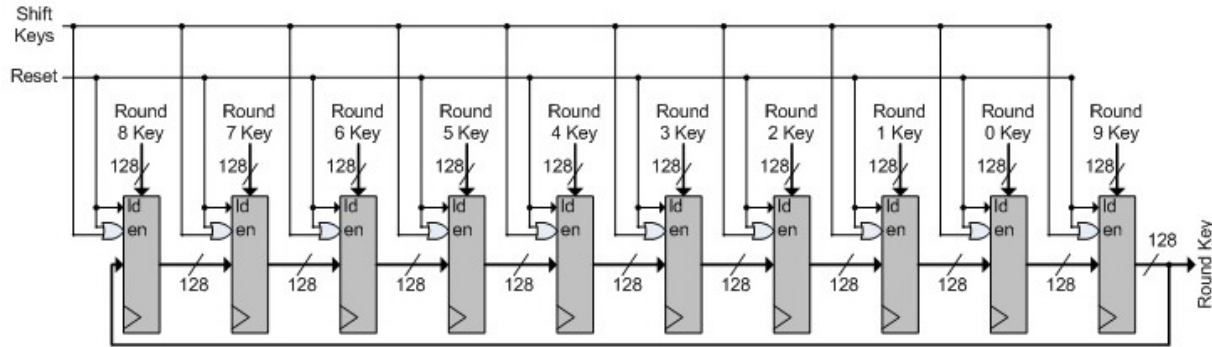 Shift
Keys
Reset
Round
8 Key
Round
7 Key
Round
6 Key
Round
5 Key
Round
4 Key
Round
3 Key
Round
2 Key
Round
1 Key
Round
0 Key
Round
9 Key
128
128
128
128
128
128
128
128
128
128
ld
ld
ld
ld
ld
ld
ld
ld
ld
ld
en
en
en
en
en
en
en
en
en
en
128
Round Key
128
128
128
128
128
128
128
128
128